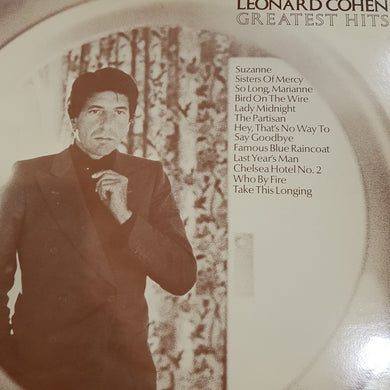 LEONARD COHEN
GREATEST HITS
Suzanne
Sisters Of Mercy
So Long, Marianne
Bird On The Wire
Lady Midnight
The Partisan
Hey, That's No Way To
Say Goodbye
Famous Blue Raincoat
Last Year's Man
Chelsea Hotel No. 2
Who By Fire
Take This Longing